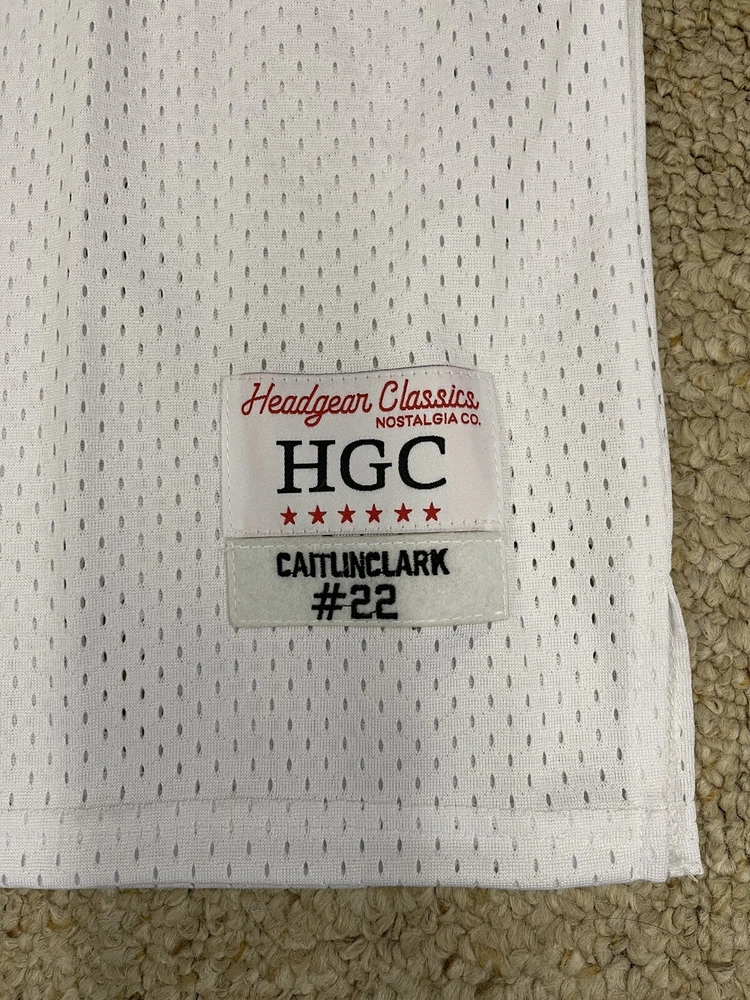 Headgear Classics
NOSTALGIA CO.
HGC
CAITLINCLARK
#22